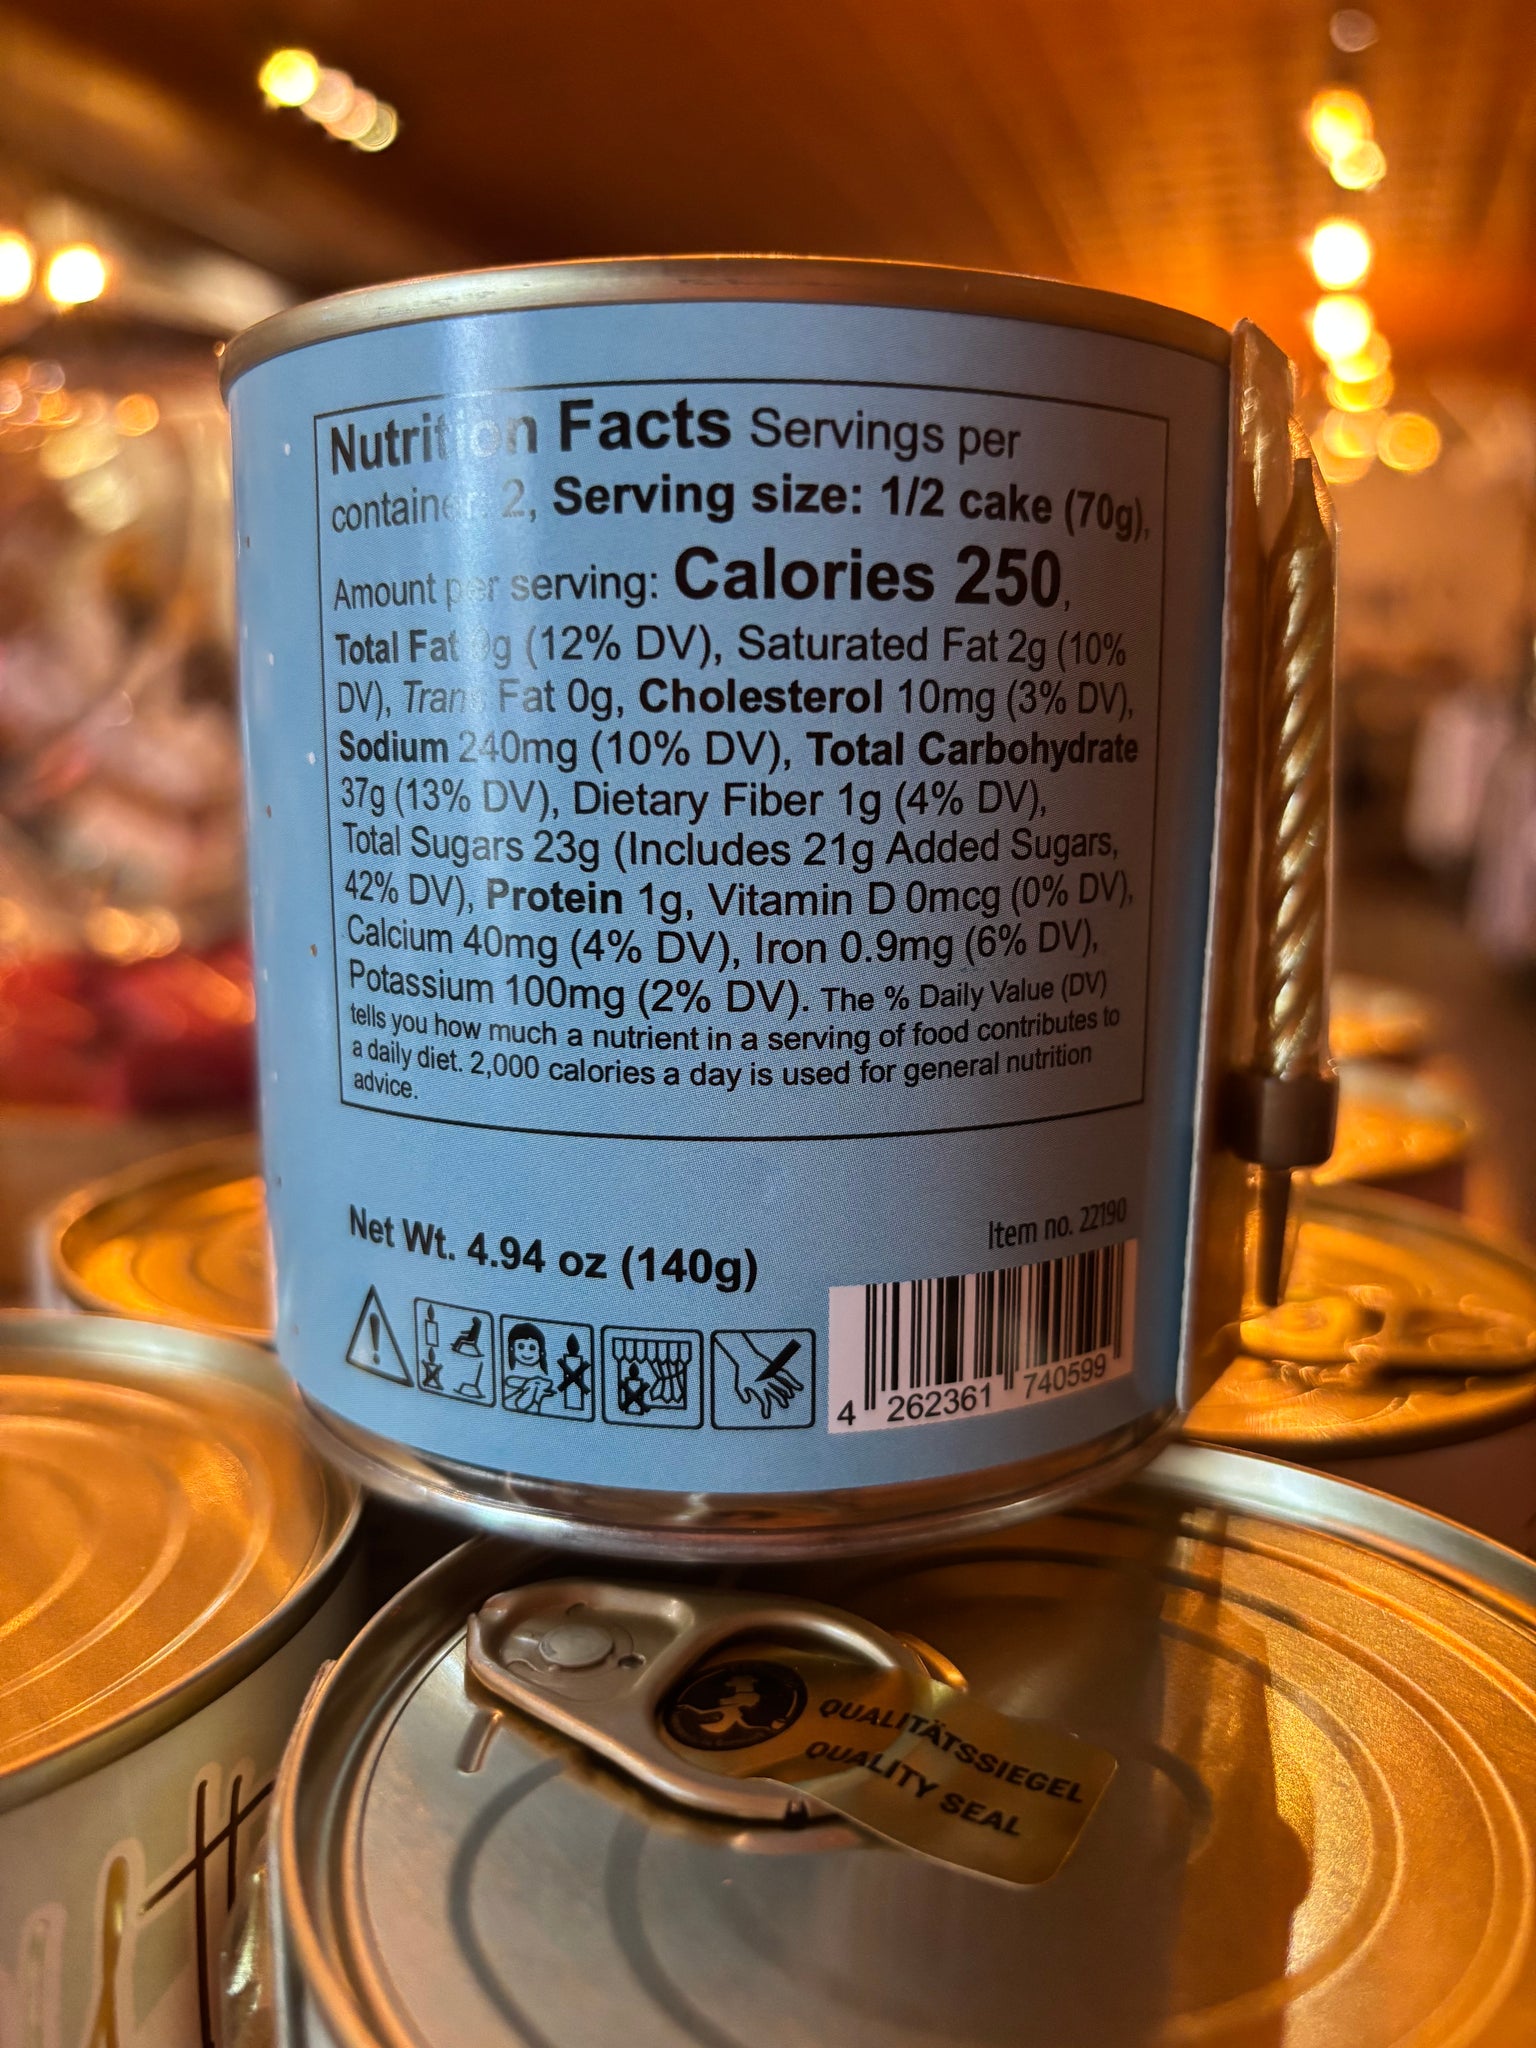 Nutrition Facts Servings per
container: 2, Serving size: 1/2 cake (70g),
Amount per serving: Calories 250,
Total Fat 9g (12% DV), Saturated Fat 2g (10%
DV), Trans Fat 0g, Cholesterol 10mg (3% DV),
Sodium 240mg (10% DV), Total Carbohydrate
37g (13% DV), Dietary Fiber 1g (4% DV),
Total Sugars 23g (Includes 21g Added Sugars,
42% DV), Protein 1g, Vitamin D 0mcg (0% DV),
Calcium 40mg (4% DV), Iron 0.9mg (6% DV),
Potassium 100mg (2% DV). The % Daily Value (DV)
tells you how much a nutrient in a serving of food contributes to
a daily diet. 2,000 calories a day is used for general nutrition
advice.
Net Wt. 4.94 oz (140g)
Item no. 22190
4 262361 740599
QUALITÄTSSIEGEL
QUALITY SEAL